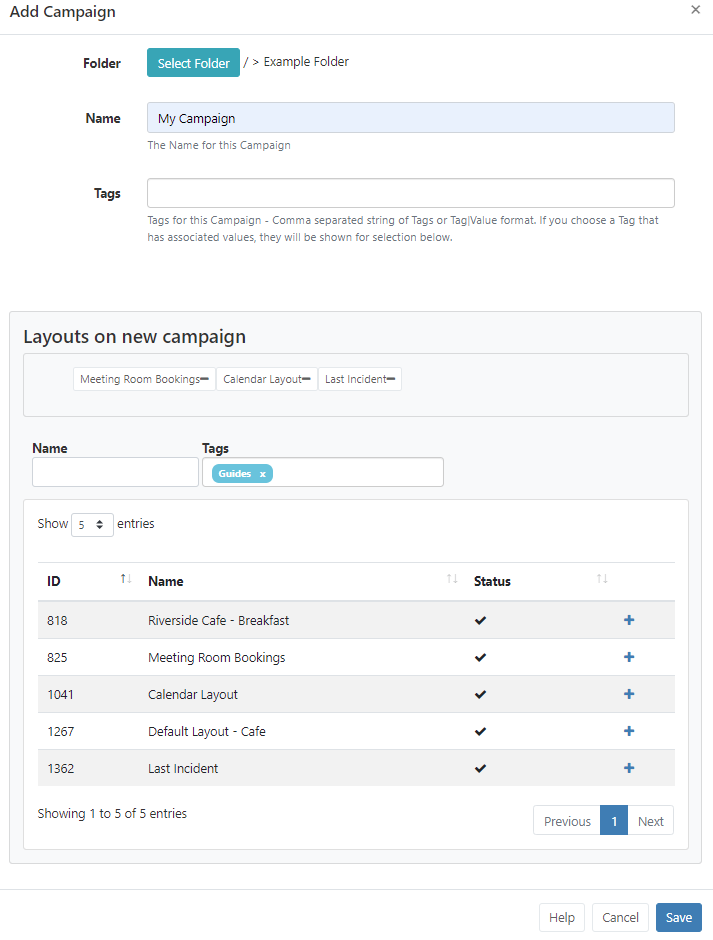 Add Campaign ×
Folder Select Folder / > Example Folder
Name My Campaign
The Name for this Campaign
Tags
Tags for this Campaign - Comma separated string of Tags or Tag|Value format. If you choose a Tag that
has associated values, they will be shown for selection below.
Layouts on new campaign
Meeting Room Bookings Calendar Layout Last Incident
Name Tags
Guides x
Show 5 entries
ID Name Status
818 Riverside Cafe - Breakfast
825 Meeting Room Bookings
1041 Calendar Layout
1267 Default Layout - Cafe
1362 Last Incident
Showing 1 to 5 of 5 entries
Previous 1 Next
Help Cancel Save